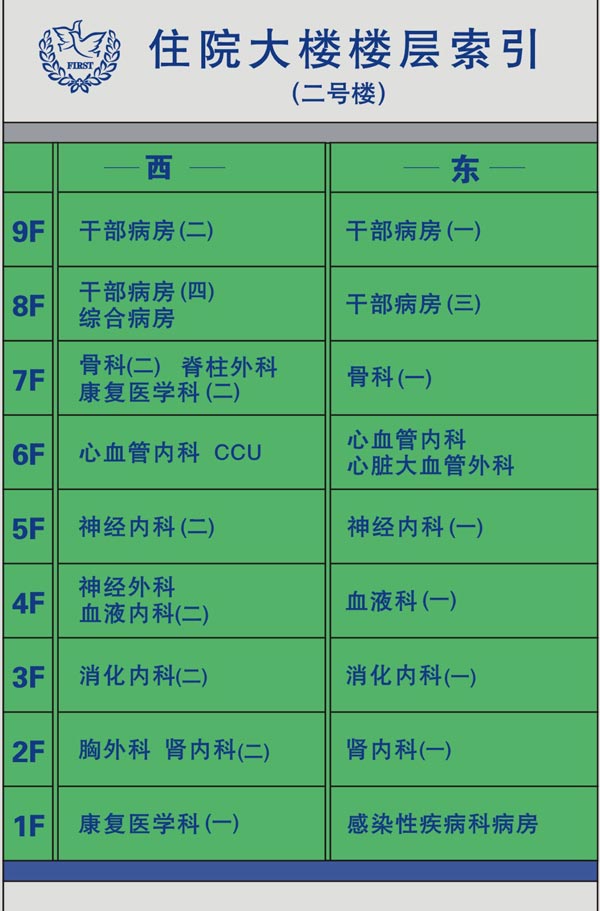 FIRST
住院大楼楼层索引
(二号楼)
西 东
9F 干部病房(二) 干部病房(一)
8F 干部病房(四) 干部病房(三)
综合病房
7F 骨科(二) 脊柱外科 骨科(一)
康复医学科(二)
6F 心血管内科 CCU 心血管内科
心脏大血管外科
5F 神经内科(二) 神经内科(一)
4F 神经外科 血液科(一)
血液内科(二)
3F 消化内科(二) 消化内科(一)
2F 胸外科 肾内科(二) 肾内科(一)
1F 康复医学科(一) 感染性疾病科病房